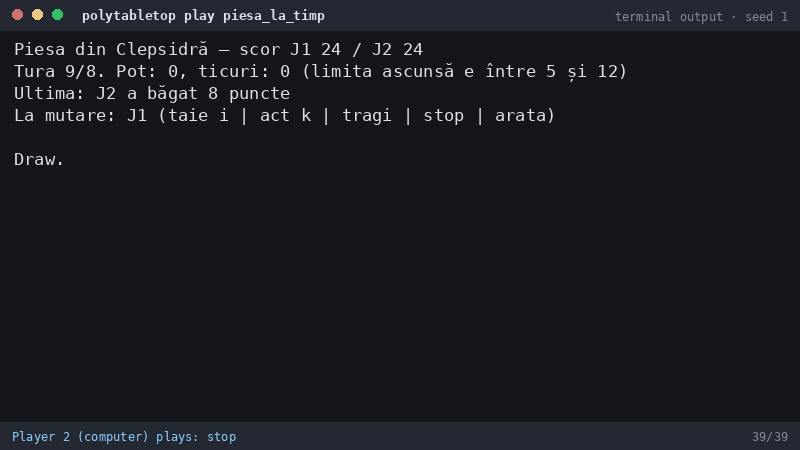 polytabletop play piesa_la_timp
terminal output · seed 1
Piesa din Clepsidră — scor J1 24 / J2 24
Tura 9/8. Pot: 0, ticuri: 0 (limita ascunsă e între 5 și 12)
Ultima: J2 a băgat 8 puncte
La mutare: J1 (taie i | act k | tragi | stop | arata)
Draw.
Player 2 (computer) plays: stop
39/39